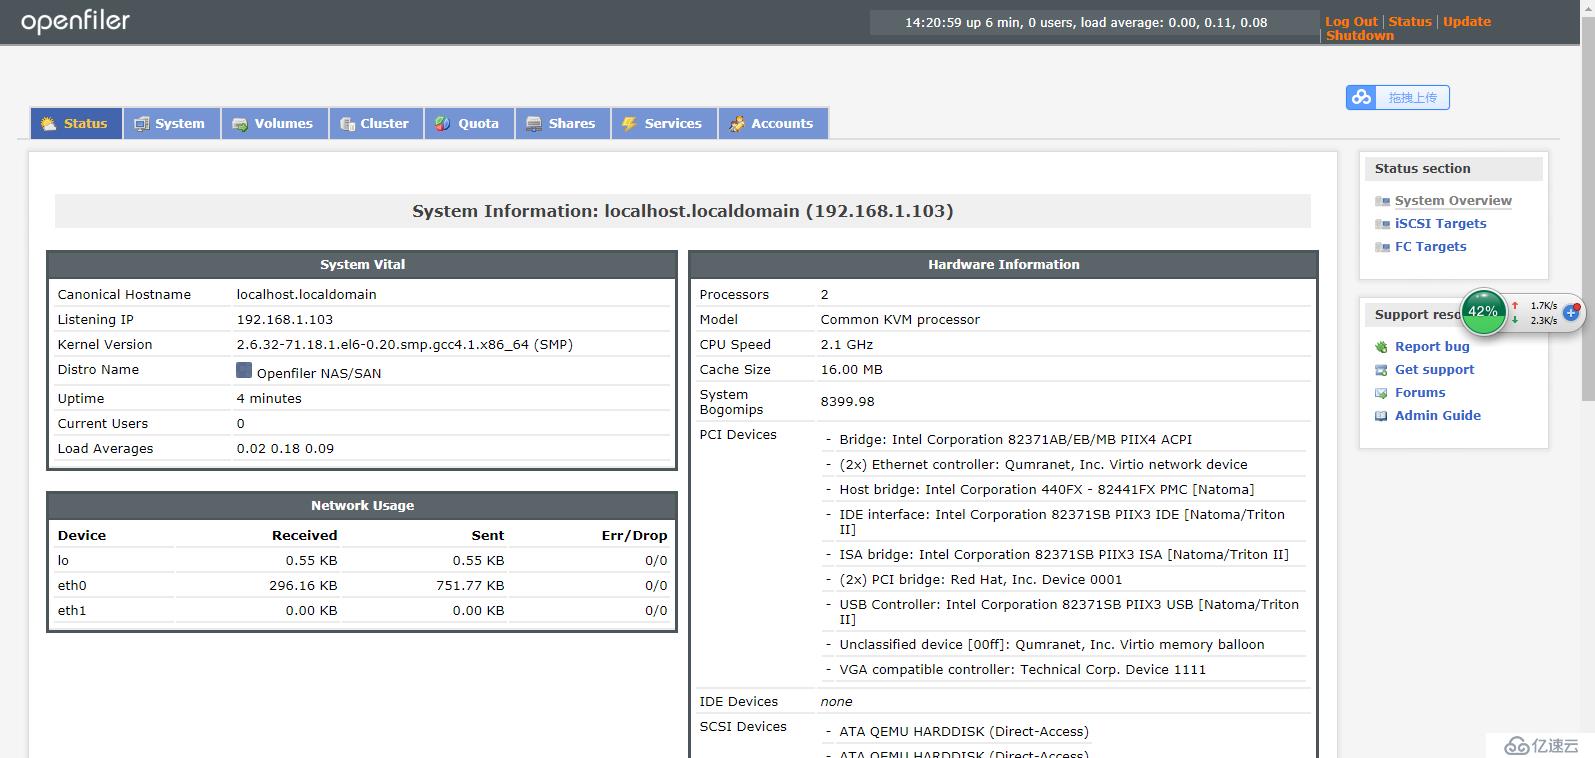 openfiler
14:20:59 up 6 min, 0 users, load average: 0.00, 0.11, 0.08
Log Out | Status | Update
| Shutdown
拖拽上传
Status System Volumes Cluster Quota Shares Services Accounts
System Information: localhost.localdomain (192.168.1.103)
System Vital
Canonical Hostname localhost.localdomain
Listening IP 192.168.1.103
Kernel Version 2.6.32-71.18.1.el6-0.20.smp.gcc4.1.x86_64 (SMP)
Distro Name Openfiler NAS/SAN
Uptime 4 minutes
Current Users 0
Load Averages 0.02 0.18 0.09
Network Usage
Device Received Sent Err/Drop
lo 0.55 KB 0.55 KB 0/0
eth0 296.16 KB 751.77 KB 0/0
eth1 0.00 KB 0.00 KB 0/0
Hardware Information
Processors 2
Model Common KVM processor
CPU Speed 2.1 GHz
Cache Size 16.00 MB
System
Bogomips 8399.98
PCI Devices
- Bridge: Intel Corporation 82371AB/EB/MB PIIX4 ACPI
- (2x) Ethernet controller: Qumranet, Inc. Virtio network device
- Host bridge: Intel Corporation 440FX - 82441FX PMC [Natoma]
- IDE interface: Intel Corporation 82371SB PIIX3 IDE [Natoma/Triton
II]
- ISA bridge: Intel Corporation 82371SB PIIX3 ISA [Natoma/Triton II]
- (2x) PCI bridge: Red Hat, Inc. Device 0001
- USB Controller: Intel Corporation 82371SB PIIX3 USB [Natoma/Triton
II]
- Unclassified device [00ff]: Qumranet, Inc. Virtio memory balloon
- VGA compatible controller: Technical Corp. Device 1111
IDE Devices none
SCSI Devices
- ATA QEMU HARDDISK (Direct-Access)
- ATA QEMU HARDDISK (Direct-Access)
Status section
System Overview
iSCSI Targets
FC Targets
Support reso
42%
1.7K/s
2.3K/s
Report bug
Get support
Forums
Admin Guide
亿速云